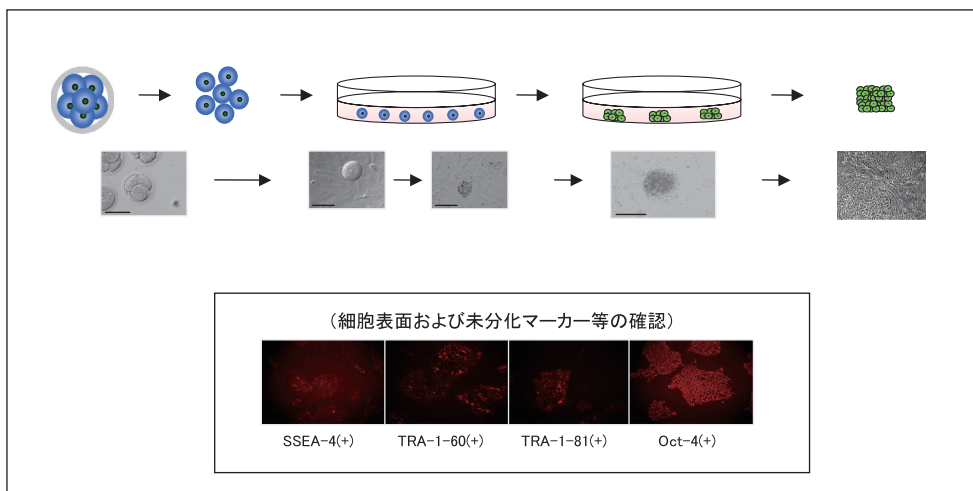 (細胞表面および未分化マーカー等の確認)
SSEA-4(+)
TRA-1-60(+)
TRA-1-81(+)
Oct-4(+)